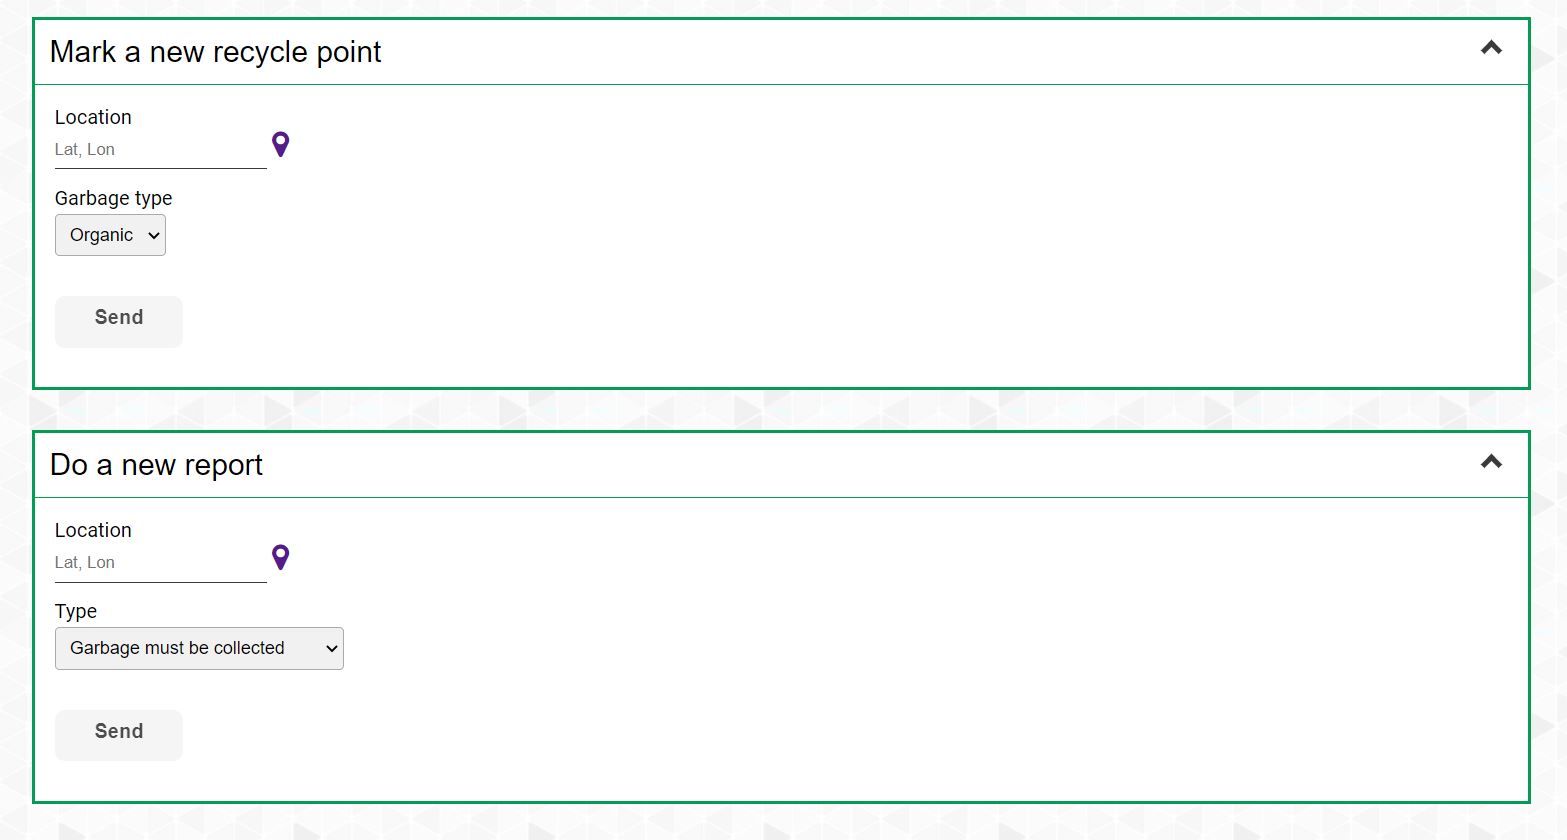 Mark a new recycle point
Location
Lat, Lon
Garbage type
Organic
Send
Do a new report
Location
Lat, Lon
Type
Garbage must be collected
Send